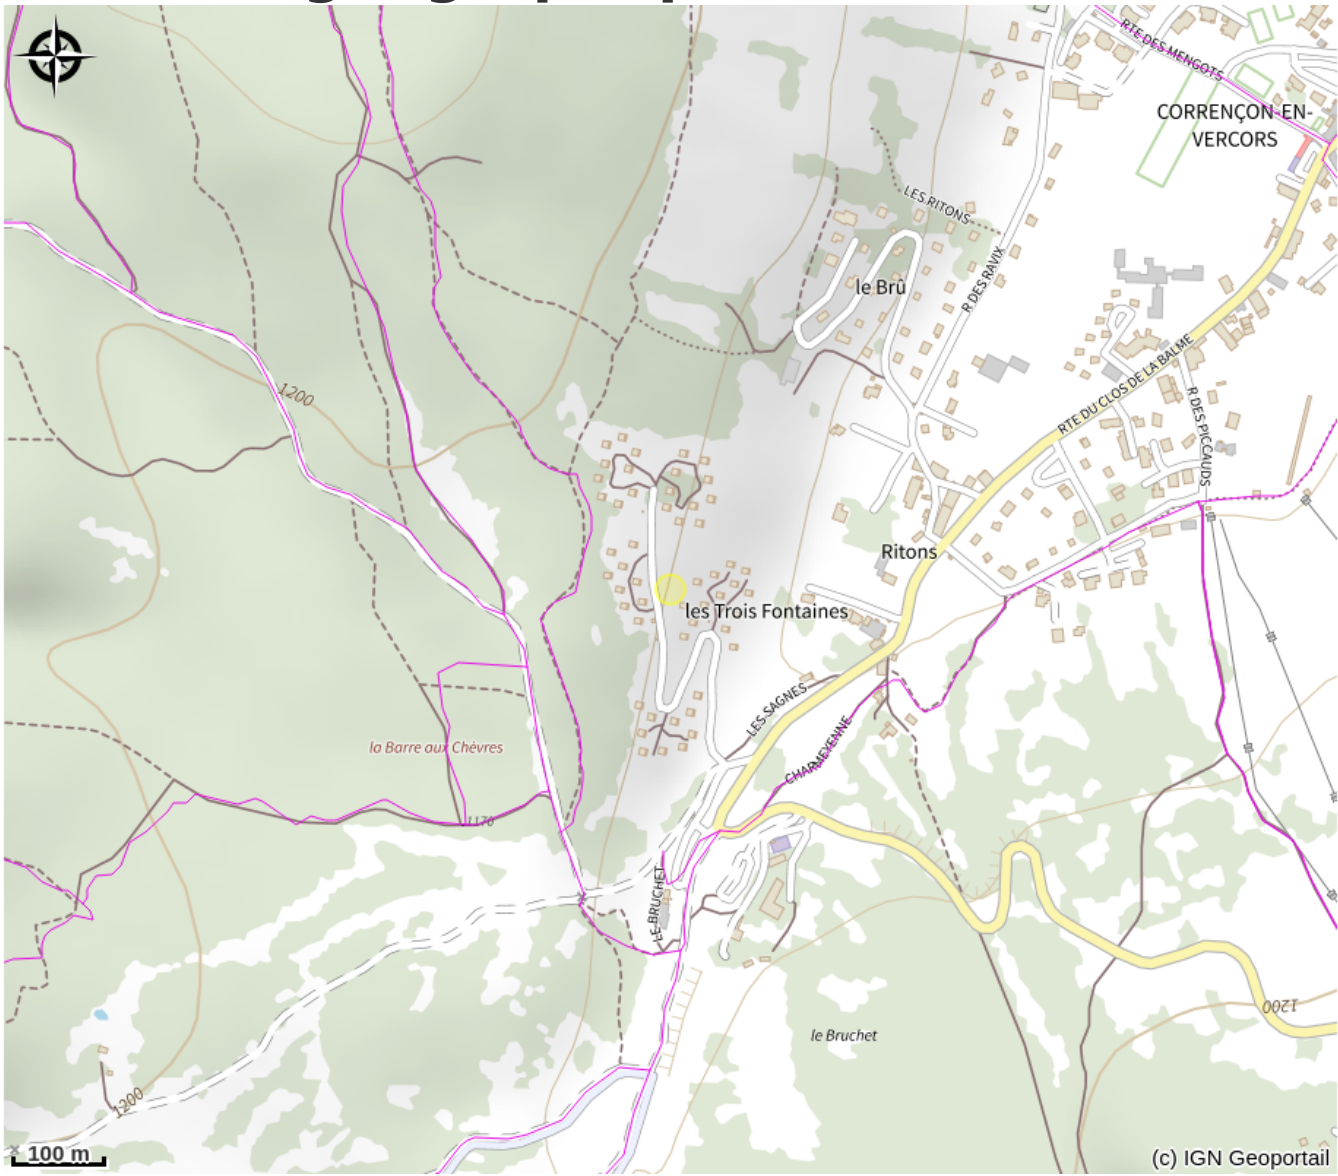 RTE DES MENGOTS
CORRENÇON-EN-
VERCORS
LES RITONS
le Brû
R DES RAVIX
RTE DU CLOS DE LA BALME
R DES PICCAUDS
1200
Ritons
les Trois Fontaines
LES SAGNES
la Barre aux Chèvres
CHARMEYENNE
1170
LE BRUCHET
1200
le Bruchet
1200
100 m
(c) IGN Geoportail